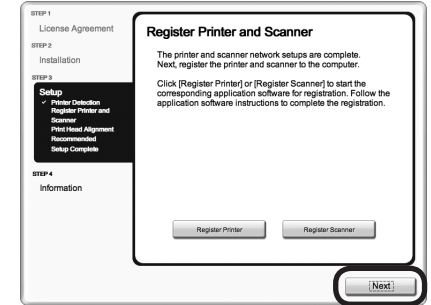 STEP 1
License Agreement
STEP 2
Installation
STEP 3
Setup
✓ Printer Detection
Register Printer and
Scanner
Print Head Alignment
Recommended
Setup Complete
STEP 4
Information
Register Printer and Scanner
The printer and scanner network setups are complete.
Next, register the printer and scanner to the computer.
Click [Register Printer] or [Register Scanner] to start the
corresponding application software for registration. Follow the
application software instructions to complete the registration.
Register Printer
Register Scanner
Next